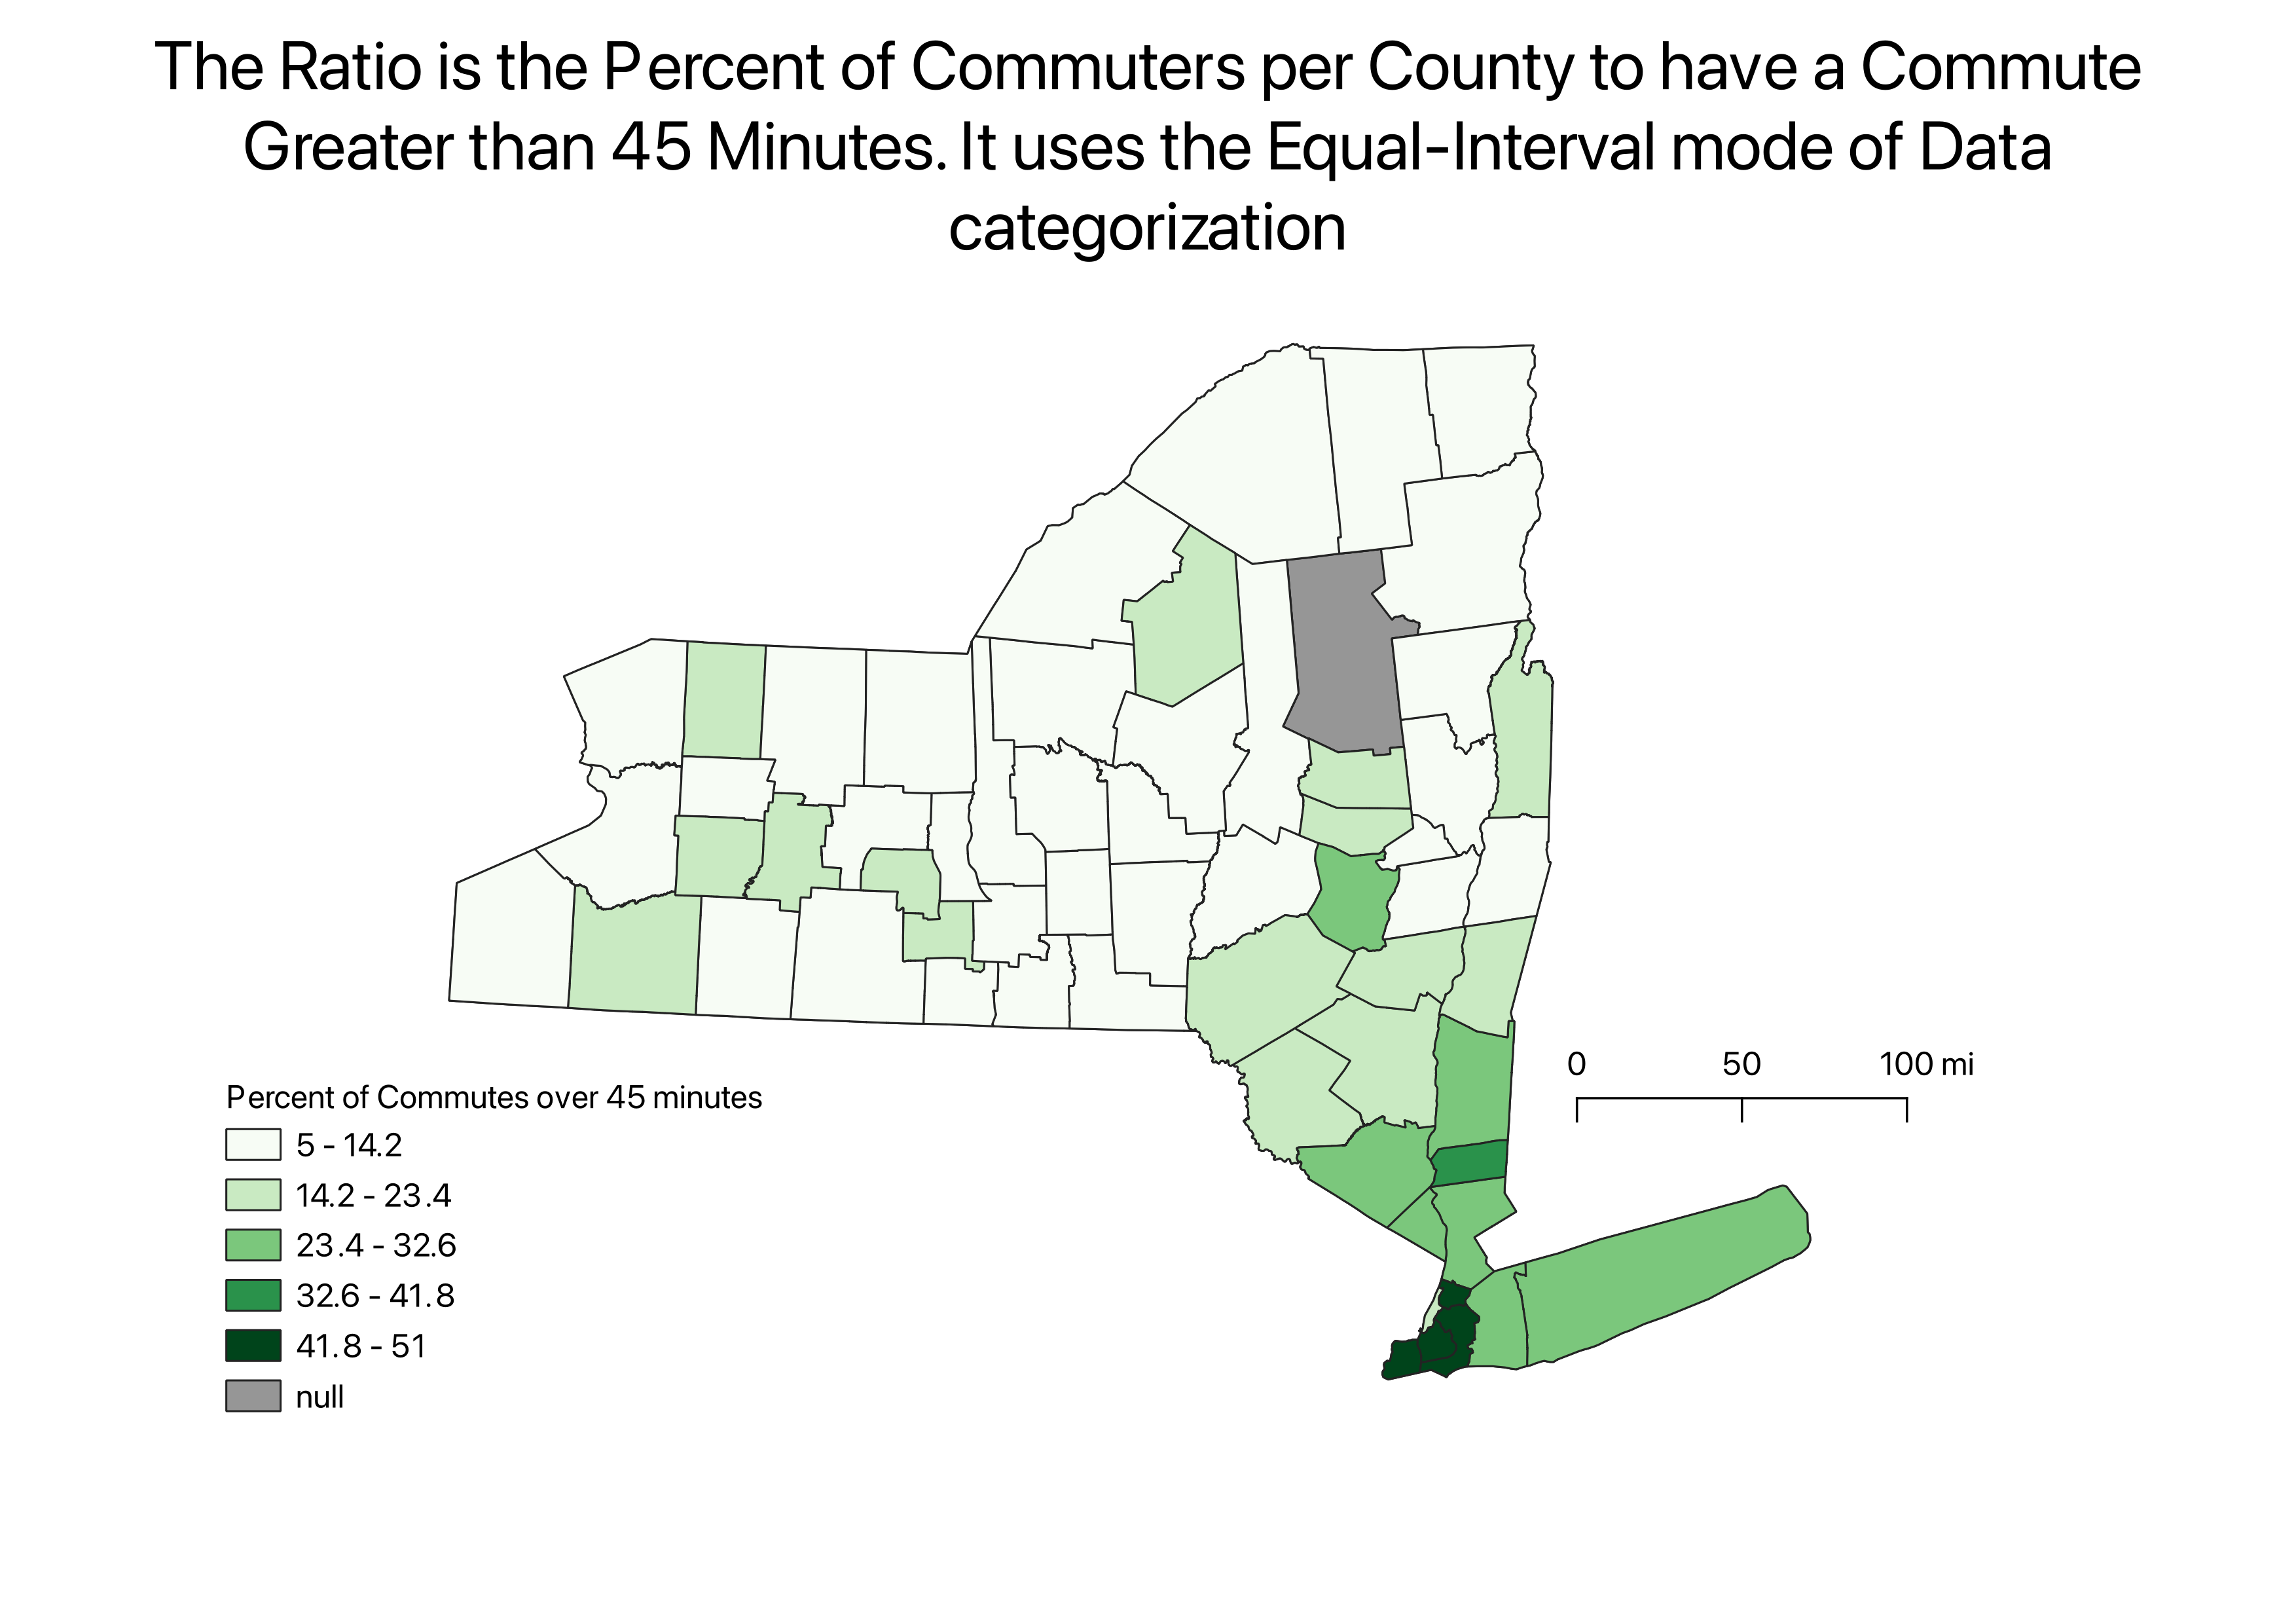 The Ratio is the Percent of Commuters per County to have a Commute
Greater than 45 Minutes. It uses the Equal-Interval mode of Data
categorization
0 50 100 mi
Percent of Commutes over 45 minutes
5 - 14.2
14.2 - 23.4
23.4 - 32.6
32.6 - 41.8
41.8 - 51
null